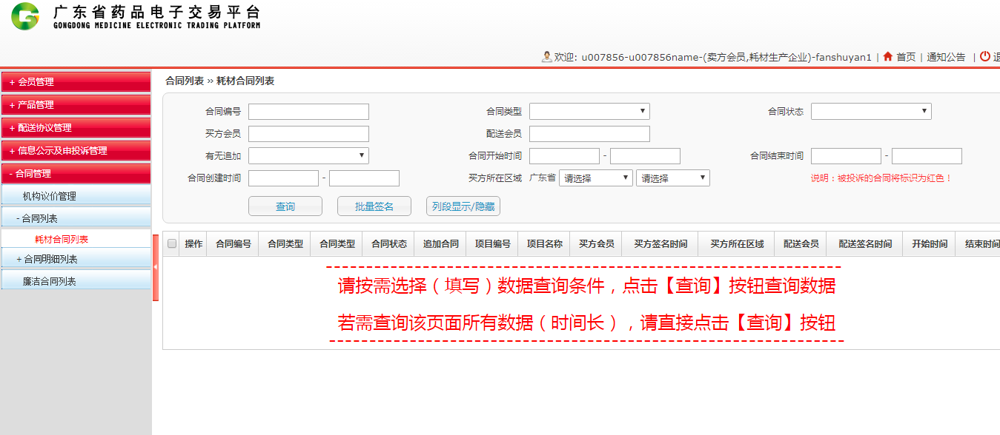 广东省药品电子交易平台
GONGDONG MEDICINE ELECTRONIC TRADING PLATFORM
欢迎: u007856-u007856name-(卖方会员,耗材生产企业)-fanshuyan1 | 首页 | 通知公告 | 退
+ 会员管理
+ 产品管理
+ 配送协议管理
+ 信息公示及申投诉管理
- 合同管理
机构议价管理
- 合同列表
耗材合同列表
+ 合同明细列表
廉洁合同列表
合同列表 » 耗材合同列表
合同编号 合同类型 合同状态
买方会员 配送会员
有无追加 合同开始时间 - 合同结束时间 -
合同创建时间 - 买方所在区域 广东省 请选择 请选择 说明：被投诉的合同将标识为红色！
查询 批量签名 列段显示/隐藏
操作 合同编号 合同类型 合同类型 合同状态 追加合同 项目编号 项目名称 买方会员 买方签名时间 买方所在区域 配送会员 配送签名时间 开始时间 结束时间
请按需选择（填写）数据查询条件，点击【查询】按钮查询数据
若需查询该页面所有数据（时间长），请直接点击【查询】按钮